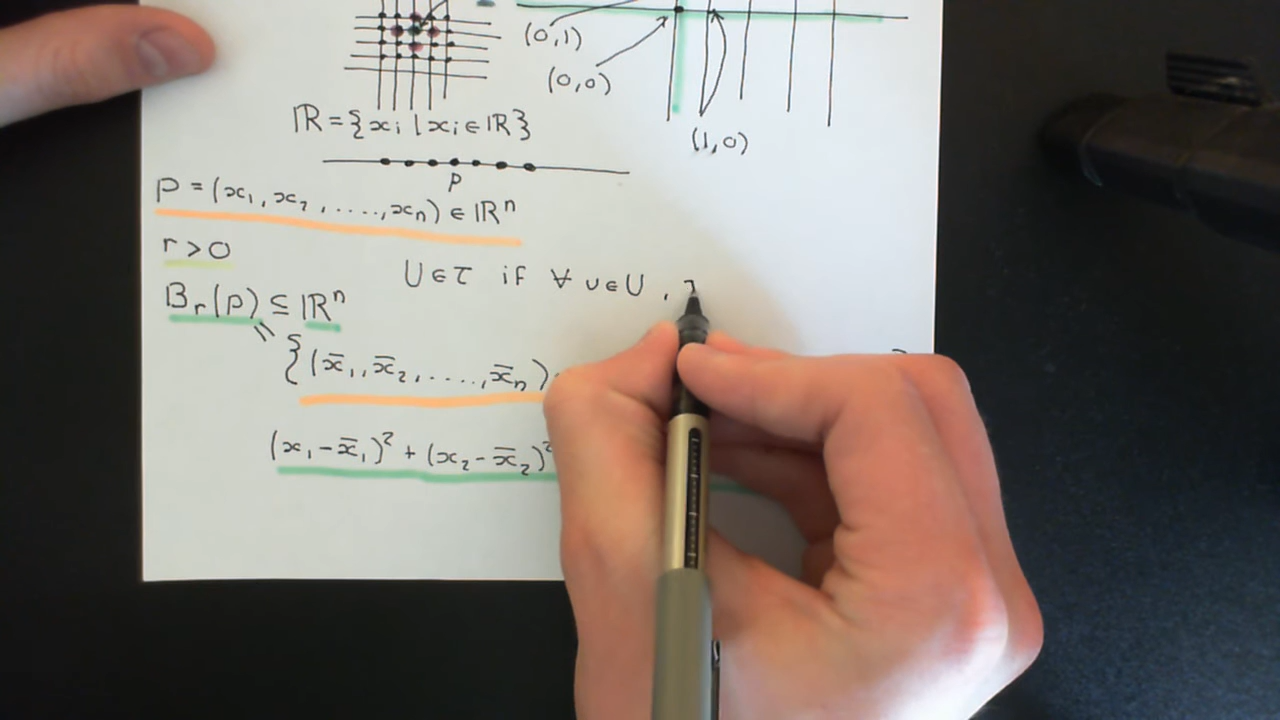 (0,1)
(0,0)
(1,0)
ℝ = {xᵢ | xᵢ ∈ ℝ}
p
p = (x₁, x₂, ....., xₙ) ∈ ℝⁿ
r > 0
U ∈ τ if ∀ u ∈ U ,
Bᵣ(p) ⊆ ℝⁿ
=
{(x̄₁, x̄₂, ....., x̄ₙ)
(x₁ - x̄₁)² + (x₂ - x̄₂)²